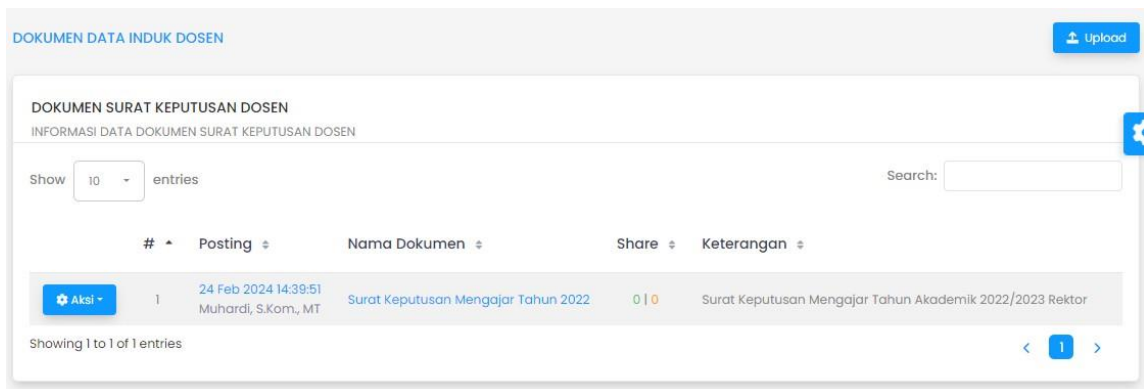 DOKUMEN DATA INDUK DOSEN
Upload
DOKUMEN SURAT KEPUTUSAN DOSEN
INFORMASI DATA DOKUMEN SURAT KEPUTUSAN DOSEN
Show 10 entries
Search:
# Posting Nama Dokumen Share Keterangan
Aksi 1 24 Feb 2024 14:39:51 Surat Keputusan Mengajar Tahun 2022 0 | 0 Surat Keputusan Mengajar Tahun Akademik 2022/2023 Rektor
Muhardi, S.Kom., MT
Showing 1 to 1 of 1 entries
< 1 >